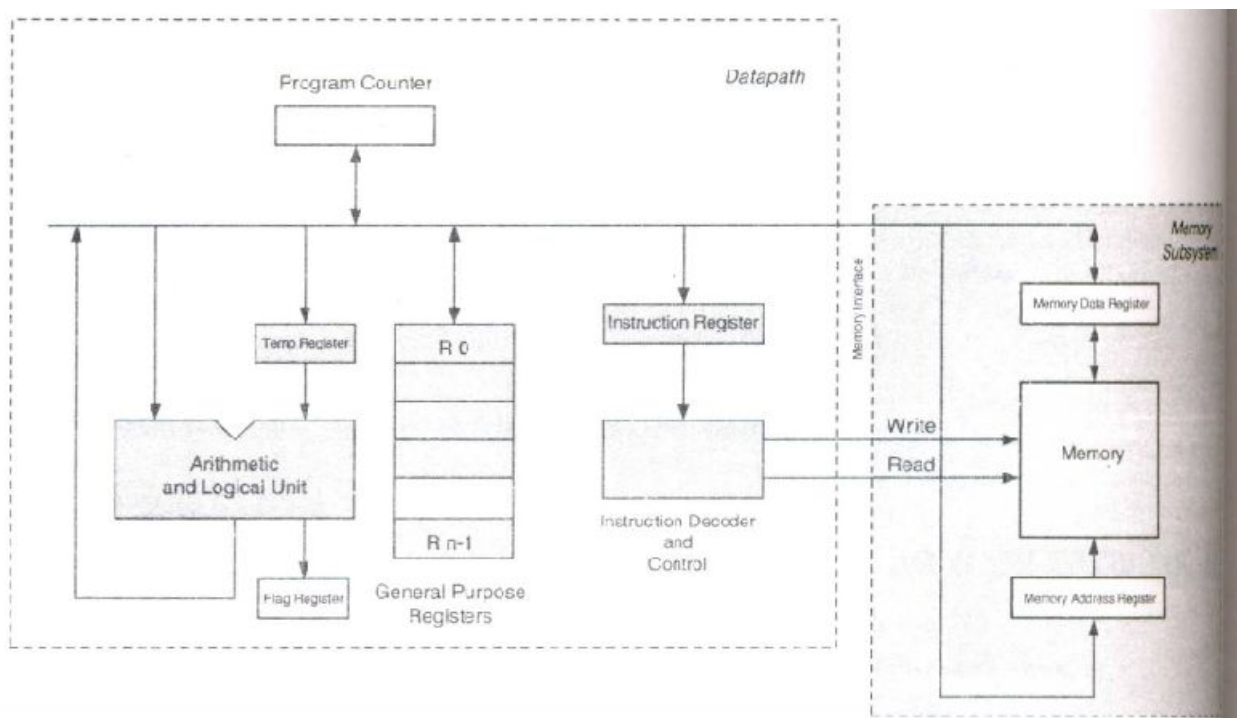 Datapath
Program Counter
Memory
Subsystem
Memory Interface
Memory Data Register
Temp Register
R 0
Instruction Register
Write
Read
Memory
Arithmetic
and Logical Unit
R n-1
Instruction Decoder
and
Control
Flag Register
General Purpose
Registers
Memory Address Register